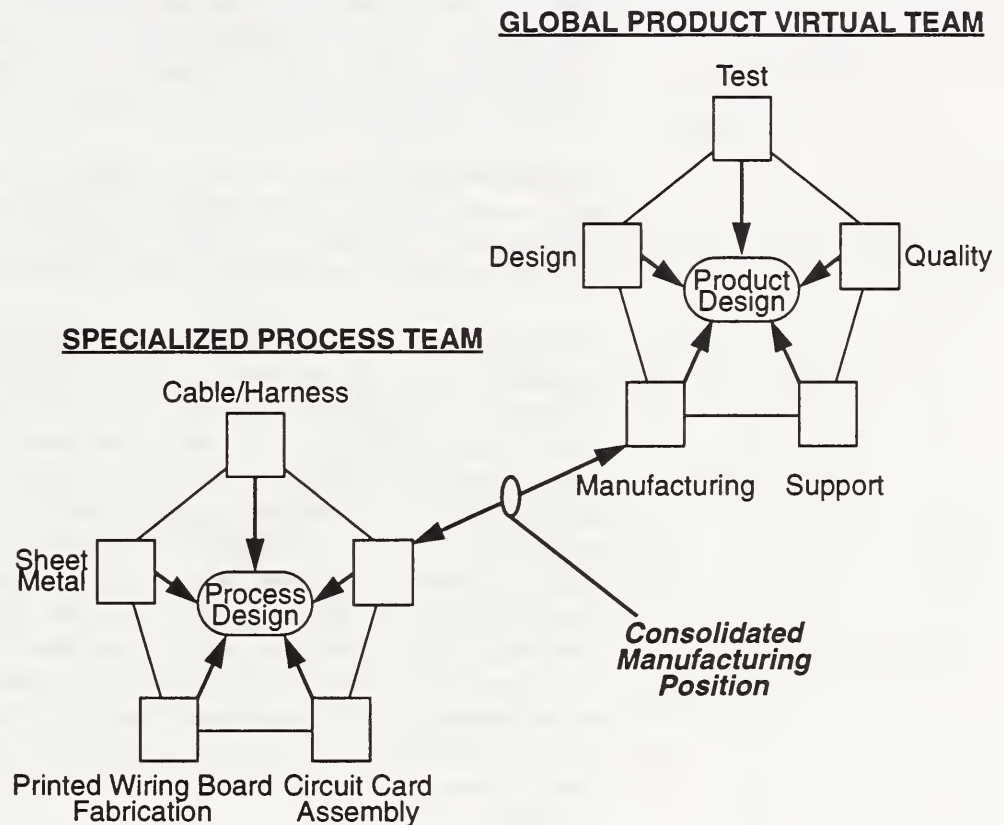 GLOBAL PRODUCT VIRTUAL TEAM
Test
Design
Quality
Product
Design
Manufacturing
Support
SPECIALIZED PROCESS TEAM
Cable/Harness
Sheet
Metal
Process
Design
Printed Wiring Board
Fabrication
Circuit Card
Assembly
Consolidated
Manufacturing
Position